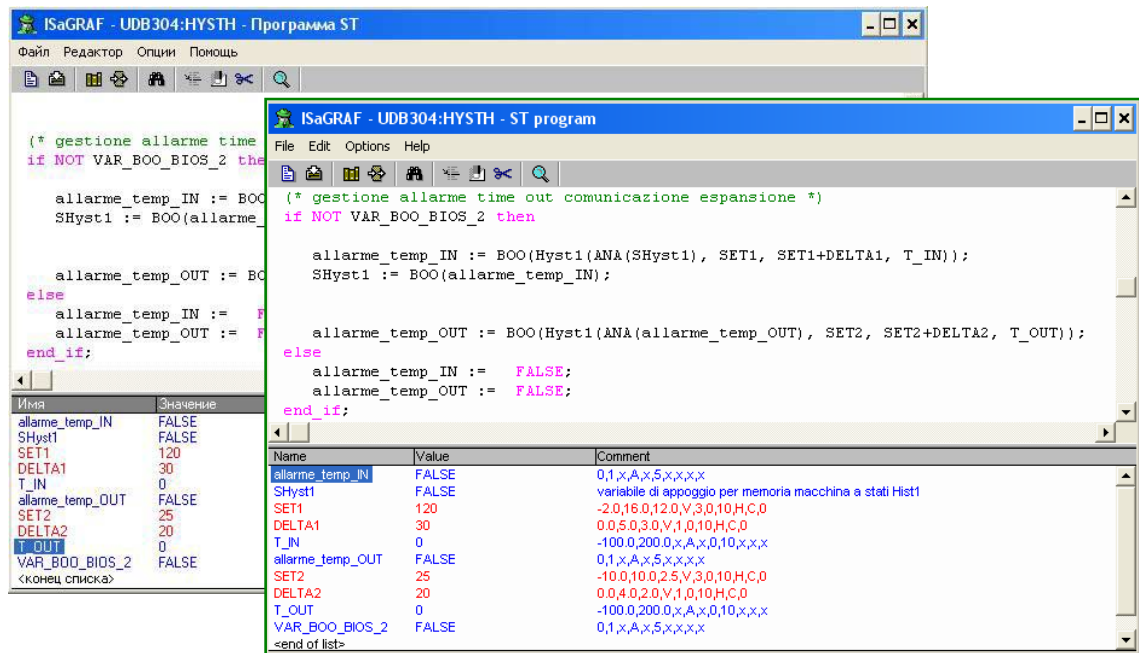 ISaGRAF - UDB304:HYSTH - Программа ST
Файл Редактор Опции Помощь
(* gestione allarme time
if NOT VAR_BOO_BIOS_2 the
allarme_temp_IN := BOO
SHyst1 := BOO(allarme_
allarme_temp_OUT := BO
else
allarme_temp_IN := F
allarme_temp_OUT := F
end_if;
Имя Значение
allarme_temp_IN FALSE
SHyst1 FALSE
SET1 120
DELTA1 30
T_IN 0
allarme_temp_OUT FALSE
SET2 25
DELTA2 20
T_OUT 0
VAR_BOO_BIOS_2 FALSE
<конец списка>
ISaGRAF - UDB304:HYSTH - ST program
File Edit Options Help
(* gestione allarme time out comunicazione espansione *)
if NOT VAR_BOO_BIOS_2 then
allarme_temp_IN := BOO(Hyst1(ANA(SHyst1), SET1, SET1+DELTA1, T_IN));
SHyst1 := BOO(allarme_temp_IN);
allarme_temp_OUT := BOO(Hyst1(ANA(allarme_temp_OUT), SET2, SET2+DELTA2, T_OUT));
else
allarme_temp_IN := FALSE;
allarme_temp_OUT := FALSE;
end_if;
Name Value Comment
allarme_temp_IN FALSE 0,1,x,A,x,5,x,x,x,x
SHyst1 FALSE variabile di appoggio per memoria macchina a stati Hist1
SET1 120 -2.0,16.0,12.0,V,3,0,10,H,C,0
DELTA1 30 0.0,5.0,3.0,V,1,0,10,H,C,0
T_IN 0 -100.0,200.0,x,A,x,0,10,x,x,x
allarme_temp_OUT FALSE 0,1,x,A,x,5,x,x,x,x
SET2 25 -10.0,10.0,2.5,V,3,0,10,H,C,0
DELTA2 20 0.0,4.0,2.0,V,1,0,10,H,C,0
T_OUT 0 -100.0,200.0,x,A,x,0,10,x,x,x
VAR_BOO_BIOS_2 FALSE 0,1,x,A,x,5,x,x,x,x
<end of list>